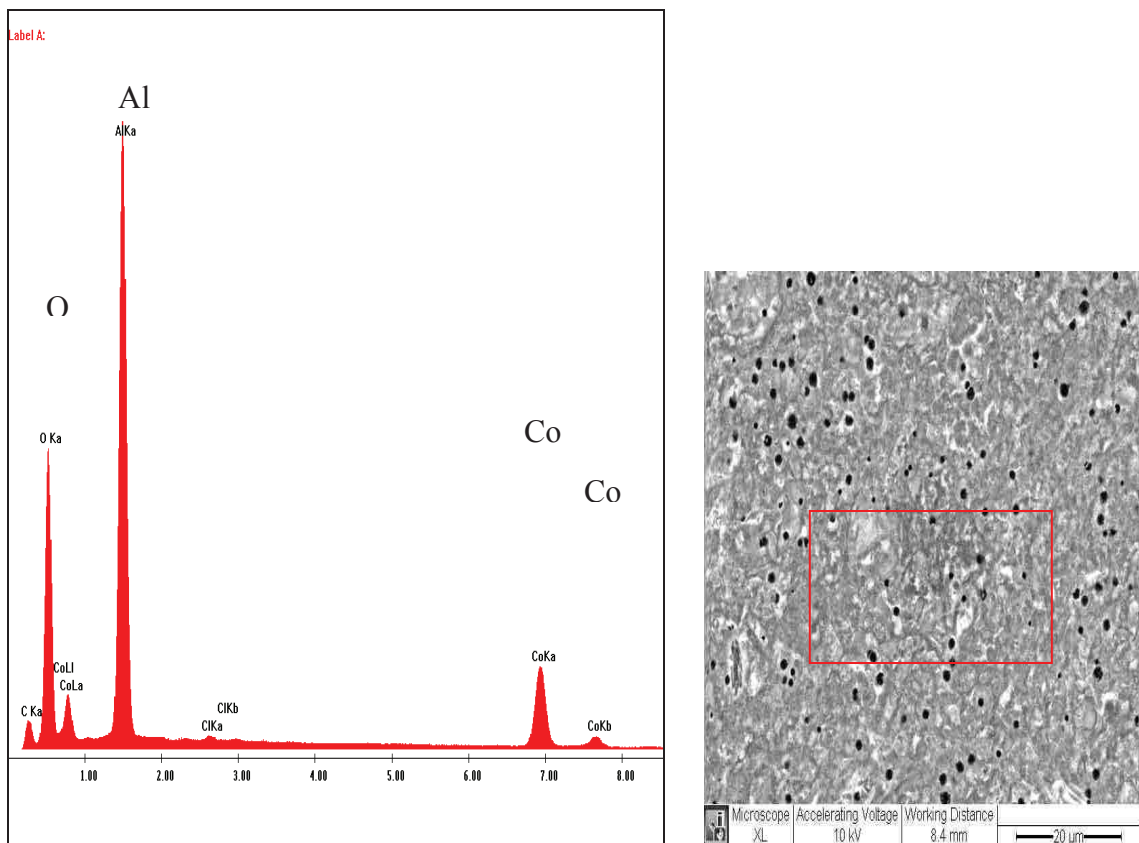 Label A:
Al
AlKa
O
O Ka
Co
Co
CoLl
CoLa
C Ka
ClKb
ClKa
CoKa
CoKb
1.00 2.00 3.00 4.00 5.00 6.00 7.00 8.00
Microscope Accelerating Voltage Working Distance
XL 10 kV 8.4 mm 20 µm